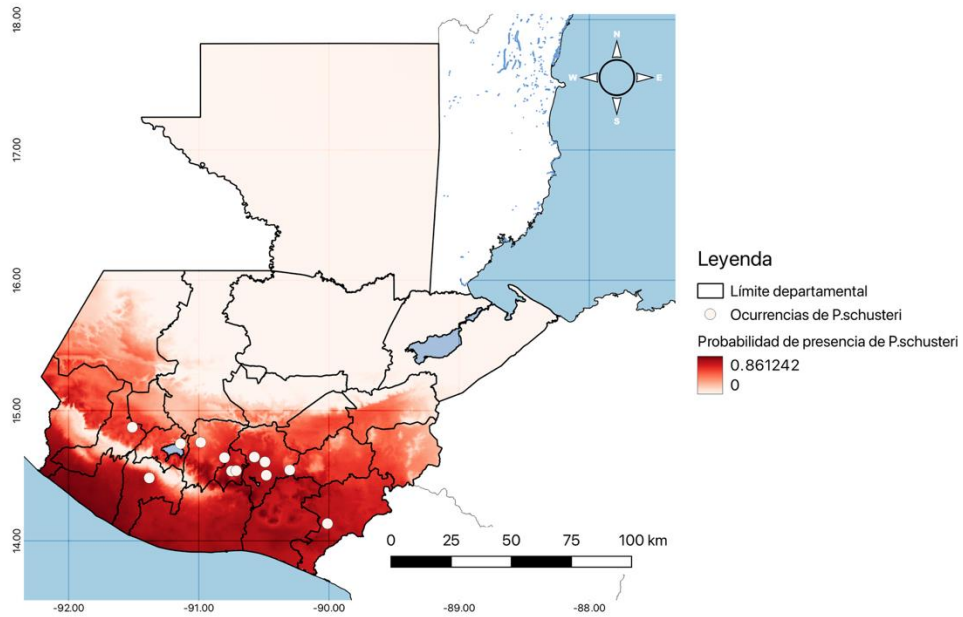 18.00
N
W
E
S
17.00
16.00
15.00
14.00
-92.00
-91.00
-90.00
-89.00
-88.00
0 25 50 75 100 km
Leyenda
Límite departamental
Ocurrencias de P.schusteri
Probabilidad de presencia de P.schusteri
0.861242
0